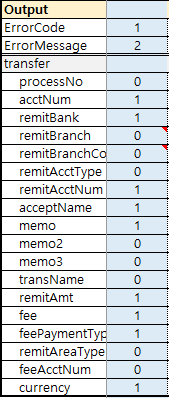 Output
ErrorCode 1
ErrorMessage 2
transfer
processNo 0
acctNum 1
remitBank 1
remitBranch 0
remitBranchCo 0
remitAcctType 0
remitAcctNum 1
acceptName 1
memo 1
memo2 0
memo3 0
transName 0
remitAmt 1
fee 1
feePaymentTyp 1
remitAreaType 0
feeAcctNum 0
currency 1